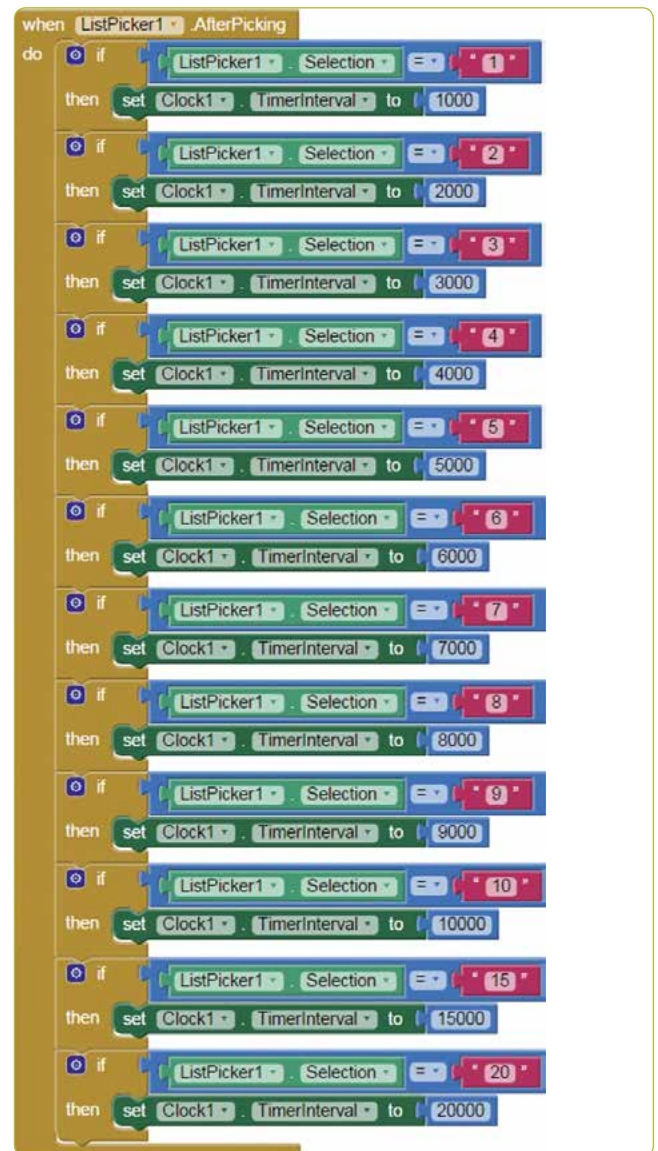 when ListPicker1 .AfterPicking
do if ListPicker1 . Selection = " 1 "
then set Clock1 . TimerInterval to 1000
if ListPicker1 . Selection = " 2 "
then set Clock1 . TimerInterval to 2000
if ListPicker1 . Selection = " 3 "
then set Clock1 . TimerInterval to 3000
if ListPicker1 . Selection = " 4 "
then set Clock1 . TimerInterval to 4000
if ListPicker1 . Selection = " 5 "
then set Clock1 . TimerInterval to 5000
if ListPicker1 . Selection = " 6 "
then set Clock1 . TimerInterval to 6000
if ListPicker1 . Selection = " 7 "
then set Clock1 . TimerInterval to 7000
if ListPicker1 . Selection = " 8 "
then set Clock1 . TimerInterval to 8000
if ListPicker1 . Selection = " 9 "
then set Clock1 . TimerInterval to 9000
if ListPicker1 . Selection = " 10 "
then set Clock1 . TimerInterval to 10000
if ListPicker1 . Selection = " 15 "
then set Clock1 . TimerInterval to 15000
if ListPicker1 . Selection = " 20 "
then set Clock1 . TimerInterval to 20000